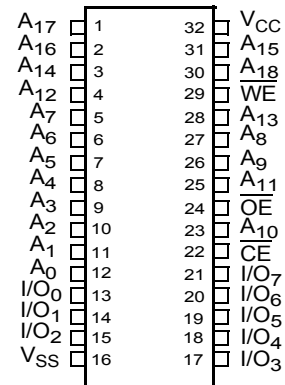 A17 1 32 VCC
A16 2 31 A15
A14 3 30 A18
A12 4 29 WE
A7 5 28 A13
A6 6 27 A8
A5 7 26 A9
A4 8 25 A11
A3 9 24 OE
A2 10 23 A10
A1 11 22 CE
A0 12 21 I/O7
I/O0 13 20 I/O6
I/O1 14 19 I/O5
I/O2 15 18 I/O4
VSS 16 17 I/O3